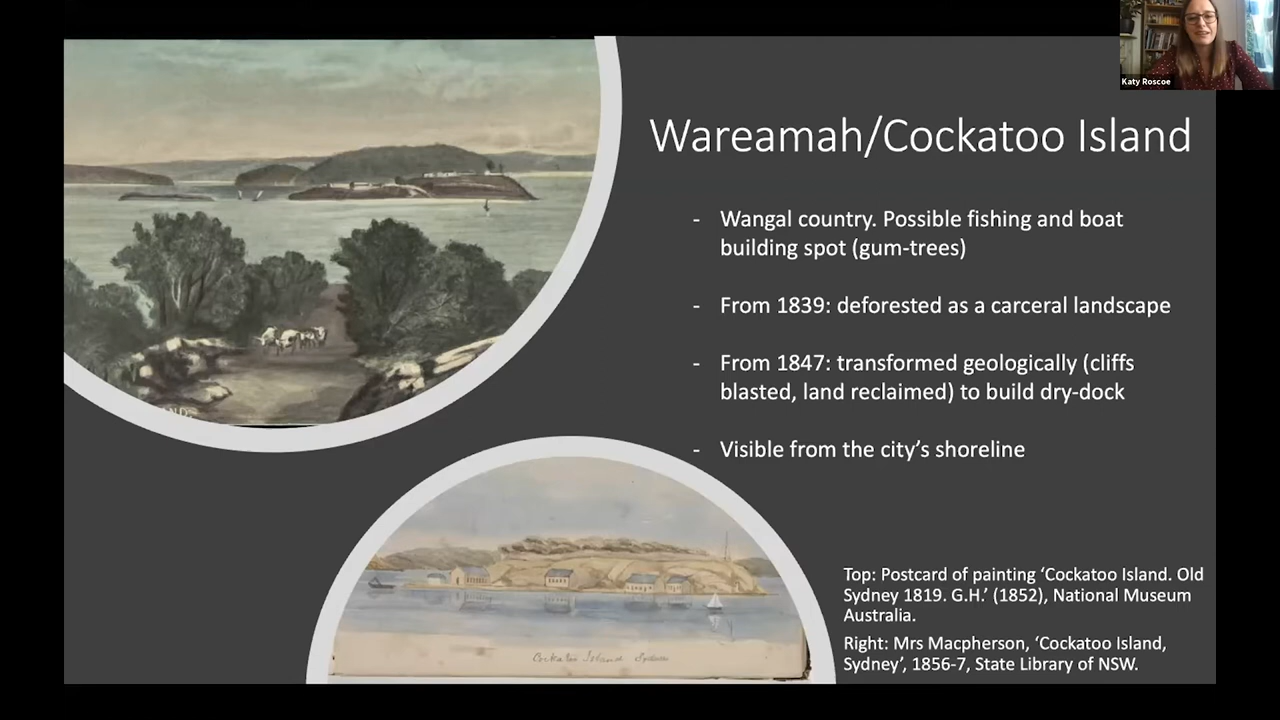 Katy Roscoe
Wareamah/Cockatoo Island
- Wangal country. Possible fishing and boat
building spot (gum-trees)
- From 1839: deforested as a carceral landscape
- From 1847: transformed geologically (cliffs
blasted, land reclaimed) to build dry-dock
- Visible from the city’s shoreline
Cockatoo Island Sydney
Top: Postcard of painting ‘Cockatoo Island. Old
Sydney 1819. G.H.’ (1852), National Museum
Australia.
Right: Mrs Macpherson, ‘Cockatoo Island,
Sydney’, 1856-7, State Library of NSW.